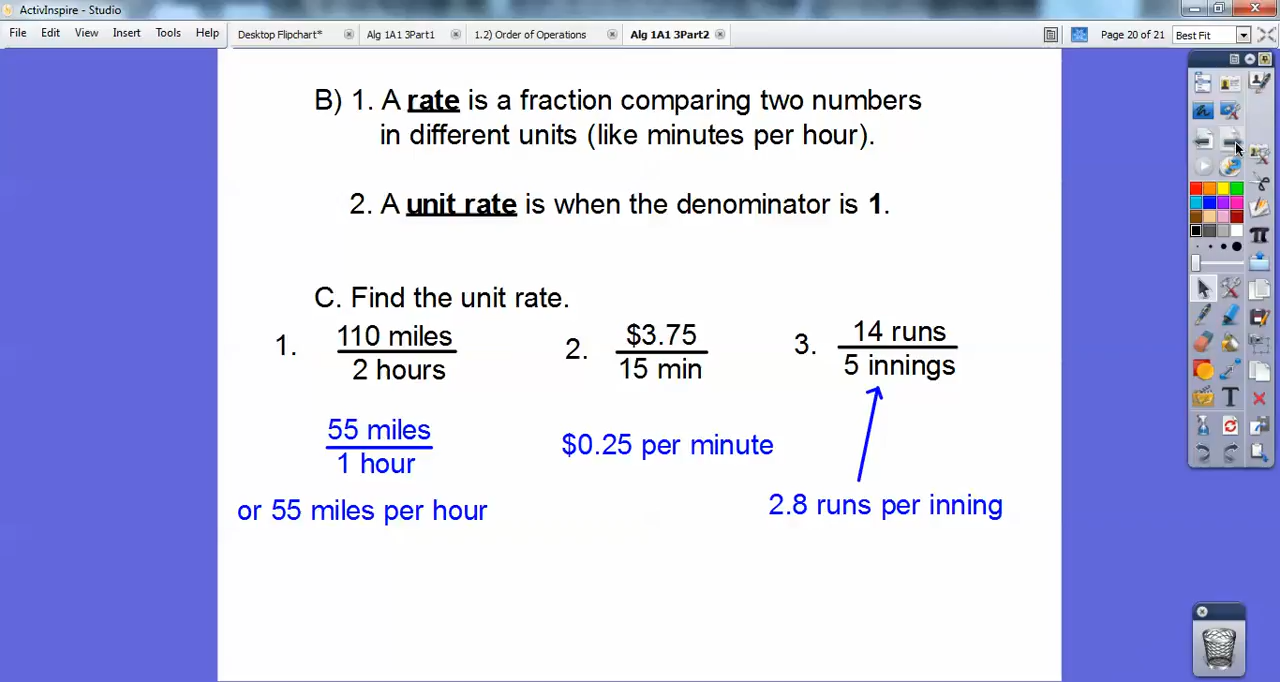 ActivInspire - Studio
File Edit View Insert Tools Help
Desktop Flipchart* Alg 1A1 3Part1 1.2) Order of Operations Alg 1A1 3Part2 Page 20 of 21 Best Fit
B) 1. A rate is a fraction comparing two numbers
in different units (like minutes per hour).
2. A unit rate is when the denominator is 1.
C. Find the unit rate.
1. 110 miles
2 hours
2. $3.75
15 min
3. 14 runs
5 innings
55 miles
1 hour
or 55 miles per hour
$0.25 per minute
2.8 runs per inning